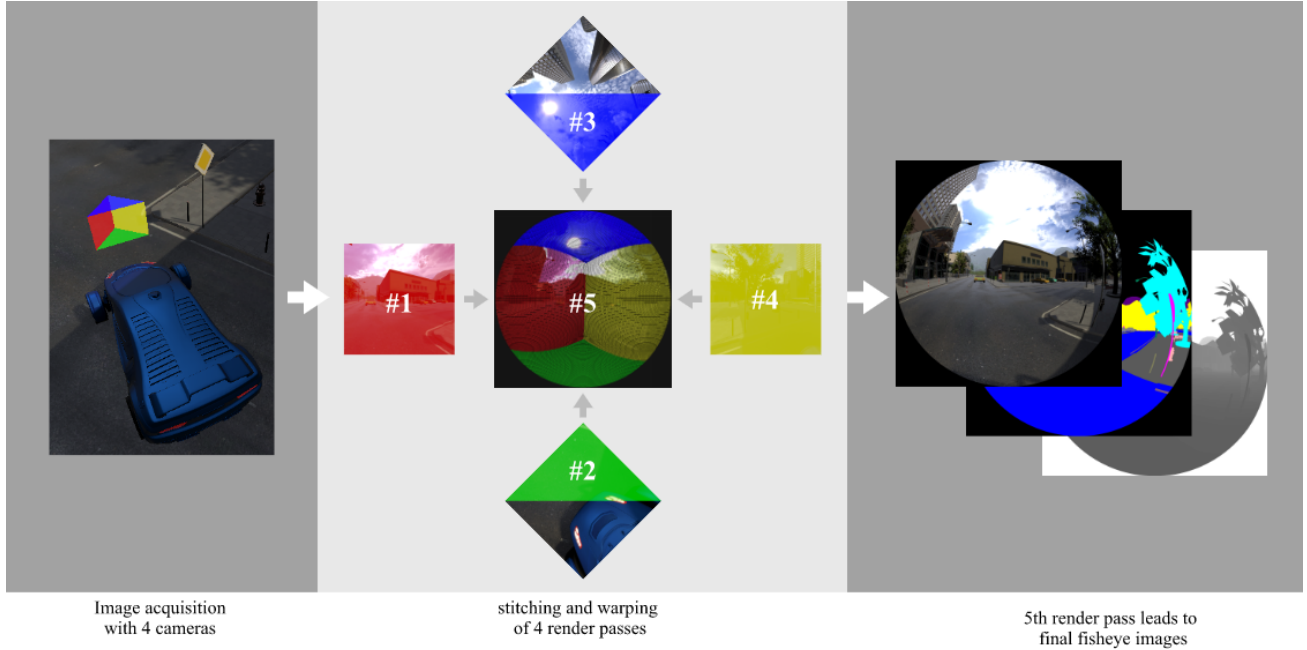 #3
#1
#5
#4
#2
Image acquisition
with 4 cameras
stitching and warping
of 4 render passes
5th render pass leads to
final fisheye images